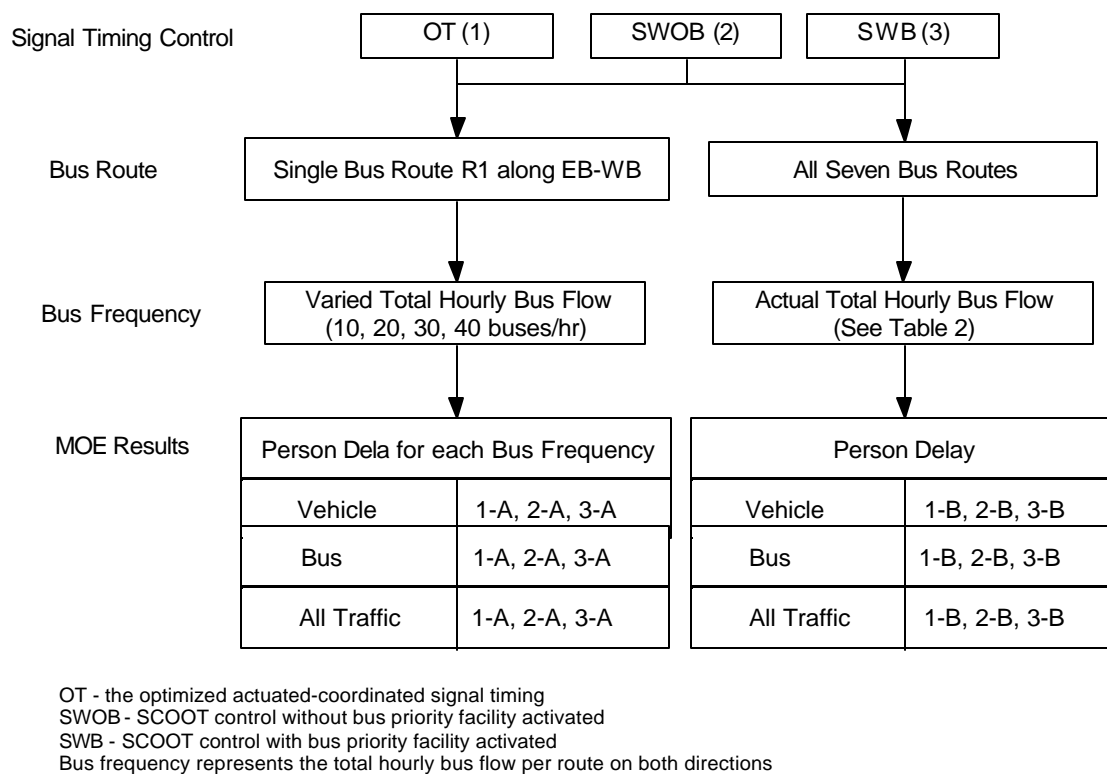 Signal Timing Control
OT (1)
SWOB (2)
SWB (3)
Bus Route
Single Bus Route R1 along EB-WB
All Seven Bus Routes
Bus Frequency
Varied Total Hourly Bus Flow
(10, 20, 30, 40 buses/hr)
Actual Total Hourly Bus Flow
(See Table 2)
MOE Results
Person Dela for each Bus Frequency
Vehicle 1-A, 2-A, 3-A
Bus 1-A, 2-A, 3-A
All Traffic 1-A, 2-A, 3-A
Person Delay
Vehicle 1-B, 2-B, 3-B
Bus 1-B, 2-B, 3-B
All Traffic 1-B, 2-B, 3-B
OT - the optimized actuated-coordinated signal timing
SWOB - SCOOT control without bus priority facility activated
SWB - SCOOT control with bus priority facility activated
Bus frequency represents the total hourly bus flow per route on both directions